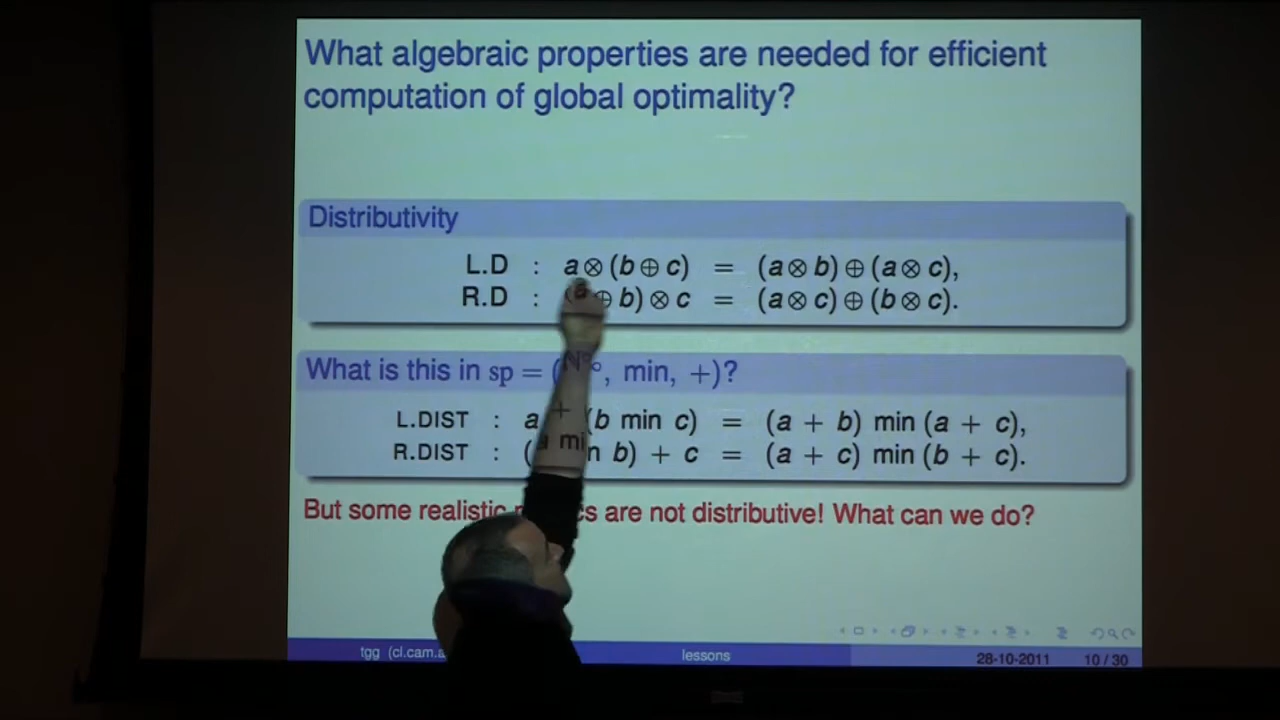 What algebraic properties are needed for efficient
computation of global optimality?
Distributivity
L.D : a ⊗ (b ⊕ c) = (a ⊗ b) ⊕ (a ⊗ c),
R.D : (a ⊕ b) ⊗ c = (a ⊗ c) ⊕ (b ⊗ c).
What is this in sp = (ℕ∞, min, +)?
L.DIST : a + (b min c) = (a + b) min (a + c),
R.DIST : (a min b) + c = (a + c) min (b + c).
But some realistic are not distributive! What can we do?
tgg (cl.cam.a lessons 28-10-2011 10 / 30